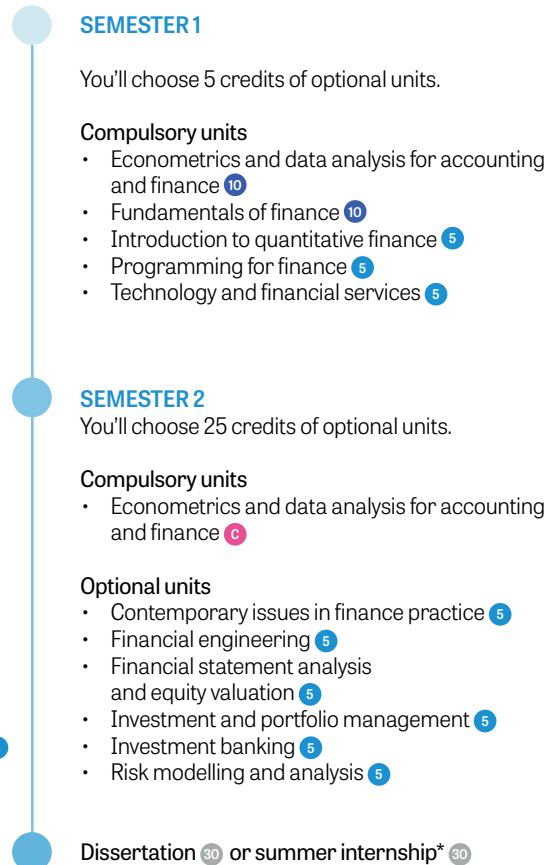 SEMESTER 1
You'll choose 5 credits of optional units.
Compulsory units
• Econometrics and data analysis for accounting
and finance 10
• Fundamentals of finance 10
• Introduction to quantitative finance 5
• Programming for finance 5
• Technology and financial services 5
SEMESTER 2
You'll choose 25 credits of optional units.
Compulsory units
• Econometrics and data analysis for accounting
and finance C
Optional units
• Contemporary issues in finance practice 5
• Financial engineering 5
• Financial statement analysis
and equity valuation 5
• Investment and portfolio management 5
• Investment banking 5
• Risk modelling and analysis 5
Dissertation 30 or summer internship* 30